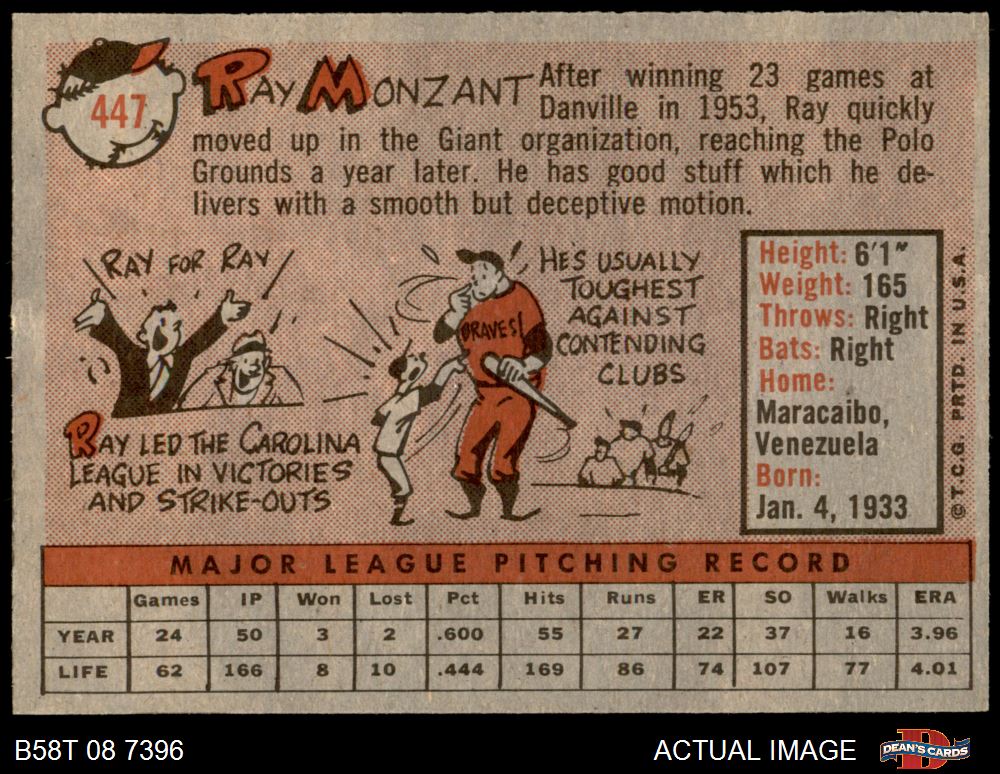 447
RAY MONZANT After winning 23 games at
Danville in 1953, Ray quickly
moved up in the Giant organization, reaching the Polo
Grounds a year later. He has good stuff which he de-
livers with a smooth but deceptive motion.
RAY FOR RAY
RAY LED THE CAROLINA
LEAGUE IN VICTORIES
AND STRIKE-OUTS
BRAVES!
HE'S USUALLY
TOUGHEST
AGAINST
CONTENDING
CLUBS
Height: 6'1"
Weight: 165
Throws: Right
Bats: Right
Home:
Maracaibo,
Venezuela
Born:
Jan. 4, 1933
©T.C.G. PRTD. IN U.S.A.
MAJOR LEAGUE PITCHING RECORD
Games IP Won Lost Pct Hits Runs ER SO Walks ERA
YEAR 24 50 3 2 .600 55 27 22 37 16 3.96
LIFE 62 166 8 10 .444 169 86 74 107 77 4.01
B58T 08 7396
ACTUAL IMAGE
D
DEAN'S CARDS